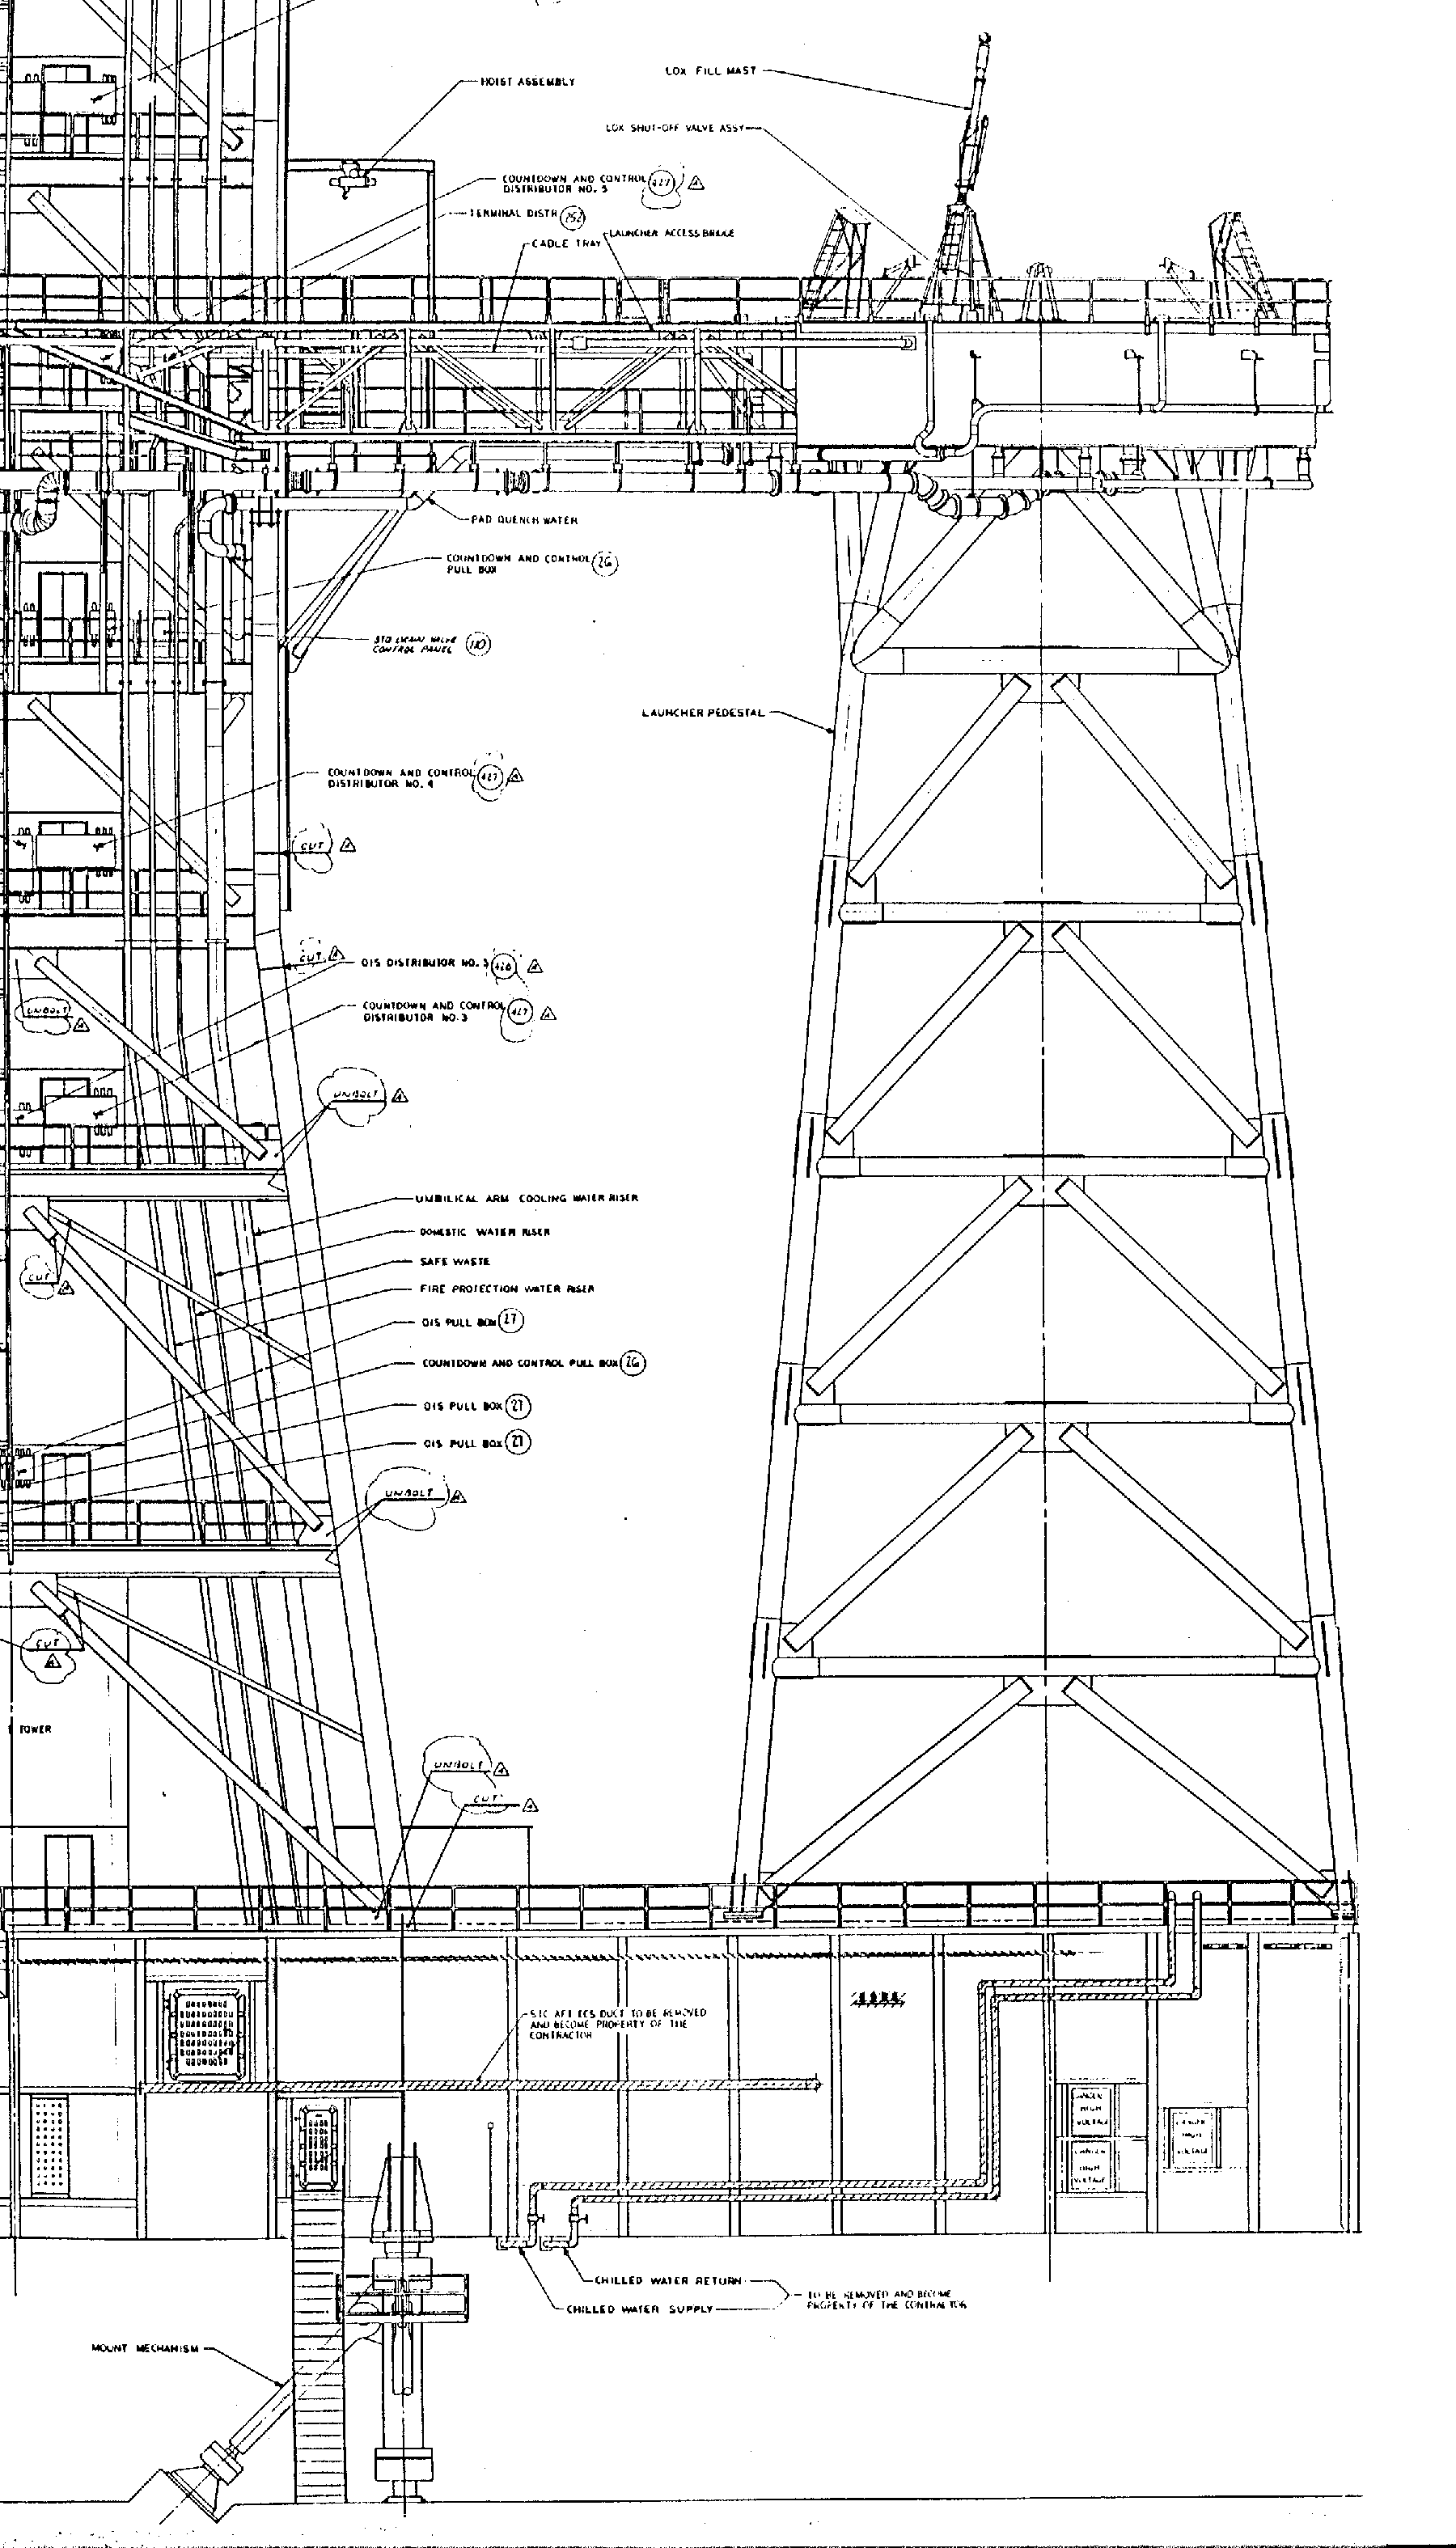 HOIST ASSEMBLY
LOX FILL MAST
LOX SHUT-OFF VALVE ASSY
COUNTDOWN AND CONTROL 427 A
DISTRIBUTOR NO. 5
TERMINAL DISTR 252
LAUNCHER ACCESS BRIDGE
CABLE TRAY
PAD QUENCH WATER
COUNTDOWN AND CONTROL 26
PULL BOX
VALVE 110
CONTROL PANEL
LAUNCHER PEDESTAL
COUNTDOWN AND CONTROL 427 A
DISTRIBUTOR NO. 4
CUT A
CUT A
OIS DISTRIBUTOR NO. 3 428 A
COUNTDOWN AND CONTROL 427 A
DISTRIBUTOR NO. 3
UNBOLT A
UNBOLT A
UMBILICAL ARM COOLING WATER RISER
DOMESTIC WATER RISER
SAFE WASTE
CUT A
FIRE PROTECTION WATER RISER
OIS PULL BOX 27
COUNTDOWN AND CONTROL PULL BOX 26
OIS PULL BOX 27
OIS PULL BOX 27
UNBOLT A
CUT
A
TOWER
UNBOLT A
CUT A
S-IC AFT ECS DUCT TO BE REMOVED
AND BECOME PROPERTY OF THE
CONTRACTOR
DANGER
HIGH
VOLTAGE
DANGER
HIGH
VOLTAGE
DANGER
HIGH
VOLTAGE
CHILLED WATER RETURN
CHILLED WATER SUPPLY
TO BE REMOVED AND BECOME
PROPERTY OF THE CONTRACTOR
MOUNT MECHANISM